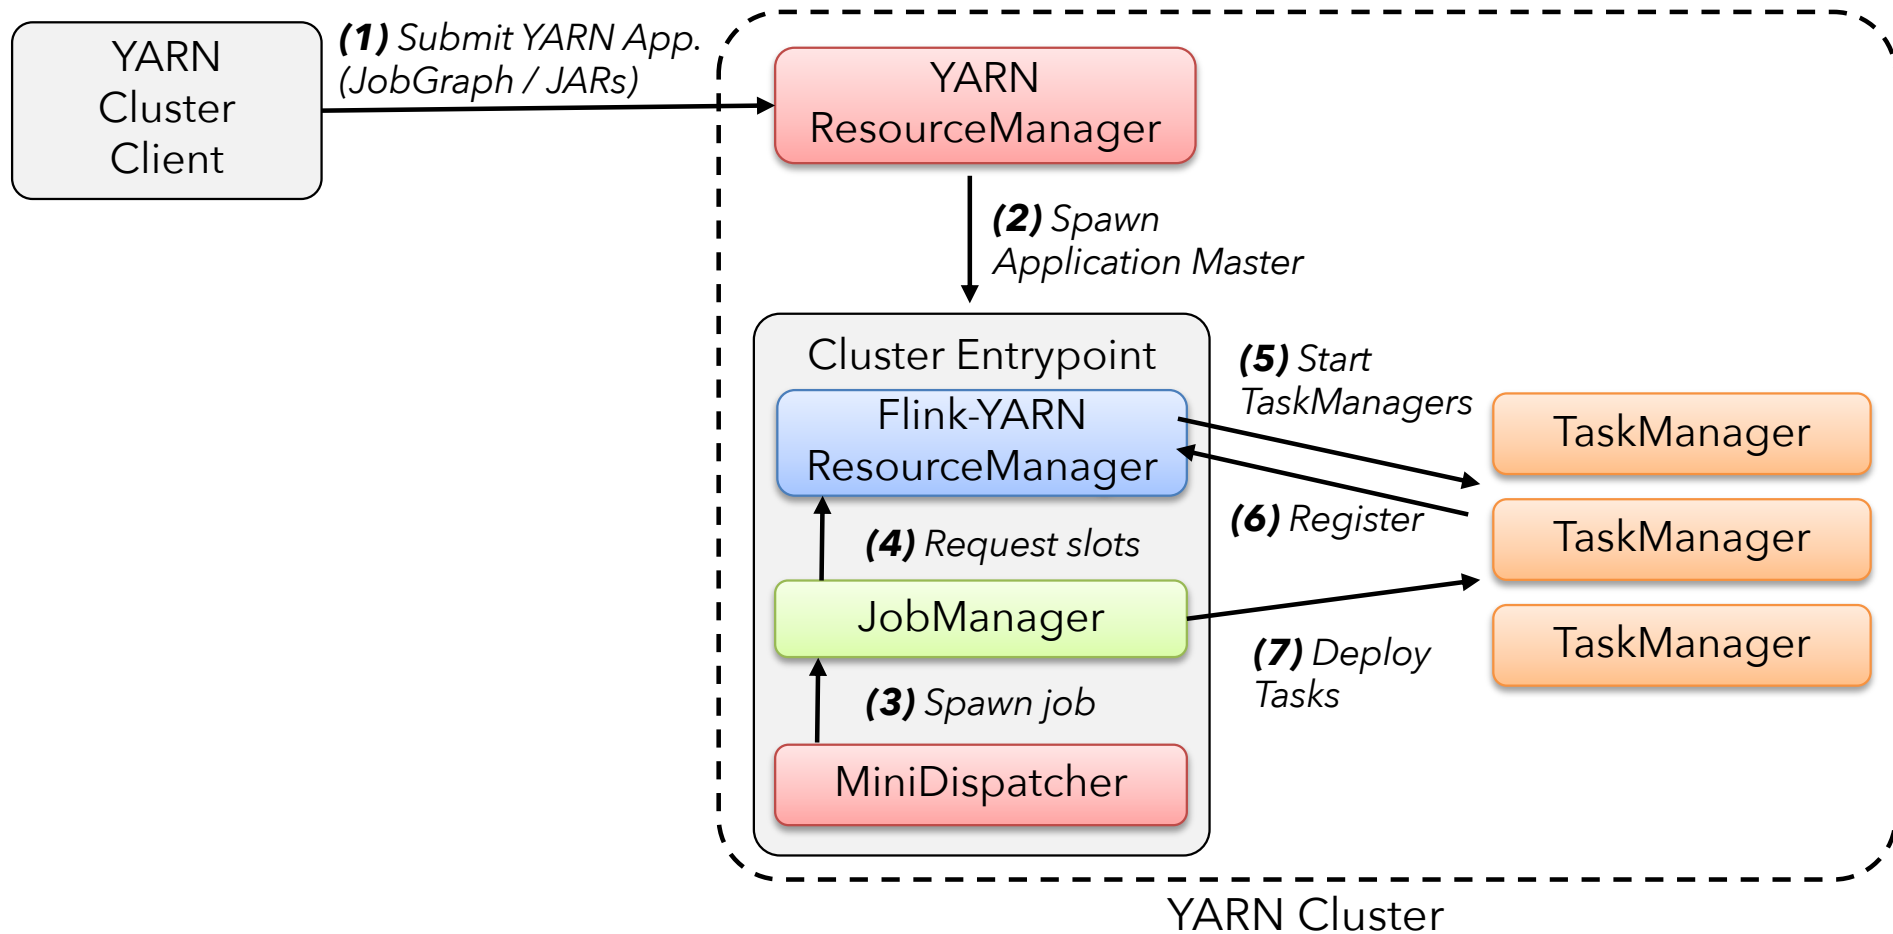 YARN
Cluster
Client
(1) Submit YARN App.
(JobGraph / JARs)
YARN
ResourceManager
(2) Spawn
Application Master
Cluster Entrypoint
Flink-YARN
ResourceManager
(5) Start
TaskManagers
(6) Register
(4) Request slots
JobManager
(7) Deploy
Tasks
(3) Spawn job
MiniDispatcher
TaskManager
TaskManager
TaskManager
YARN Cluster